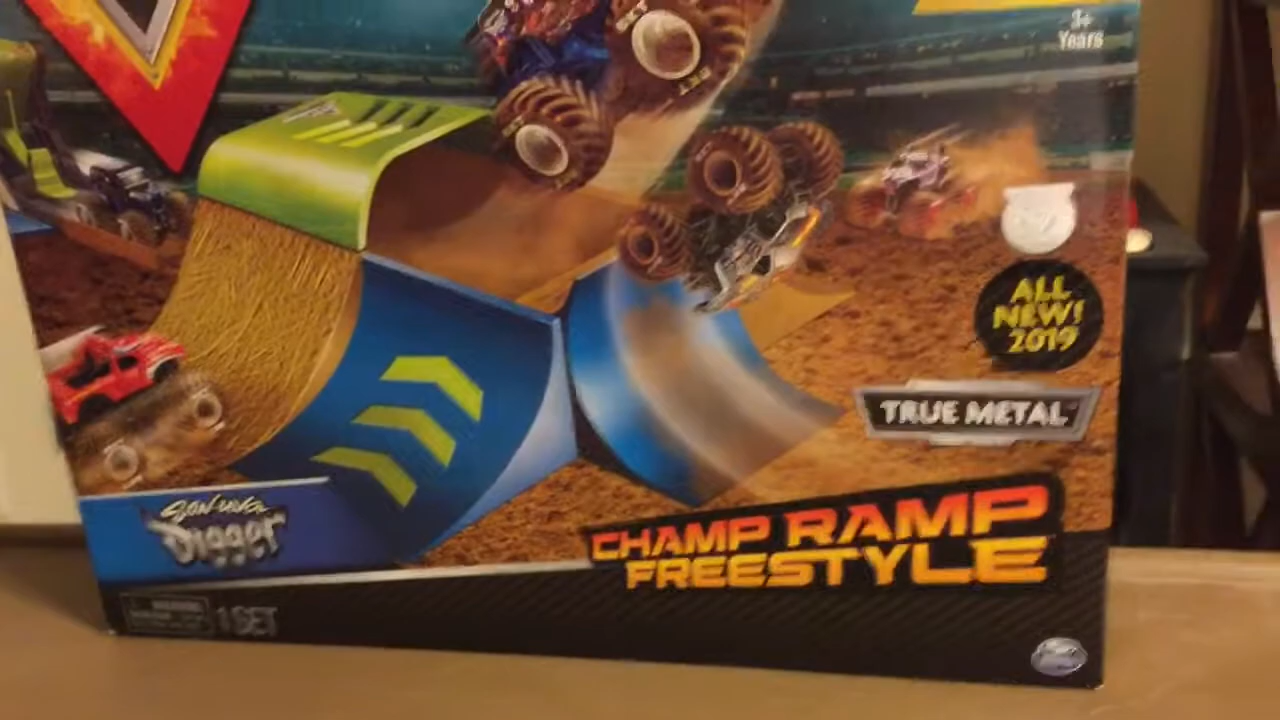 3+
Years
ALL
NEW!
2019
TRUE METAL
Son-uva
Digger
CHAMP RAMP
FREESTYLE
1 SET